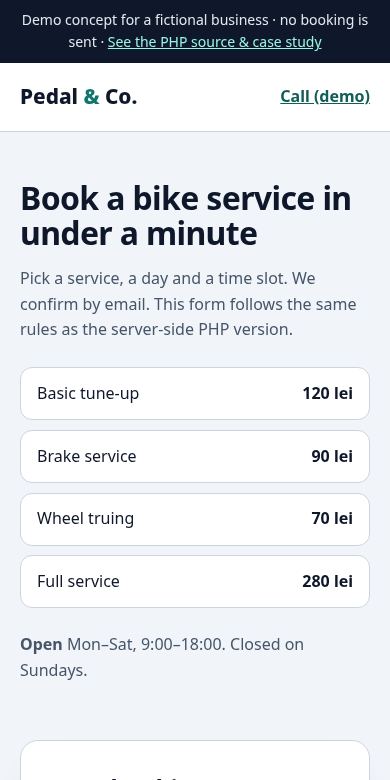 Demo concept for a fictional business · no booking is
sent · See the PHP source & case study
Pedal & Co.
Call (demo)
Book a bike service in
under a minute
Pick a service, a day and a time slot. We
confirm by email. This form follows the same
rules as the server-side PHP version.
Basic tune-up 120 lei
Brake service 90 lei
Wheel truing 70 lei
Full service 280 lei
Open Mon–Sat, 9:00–18:00. Closed on
Sundays.